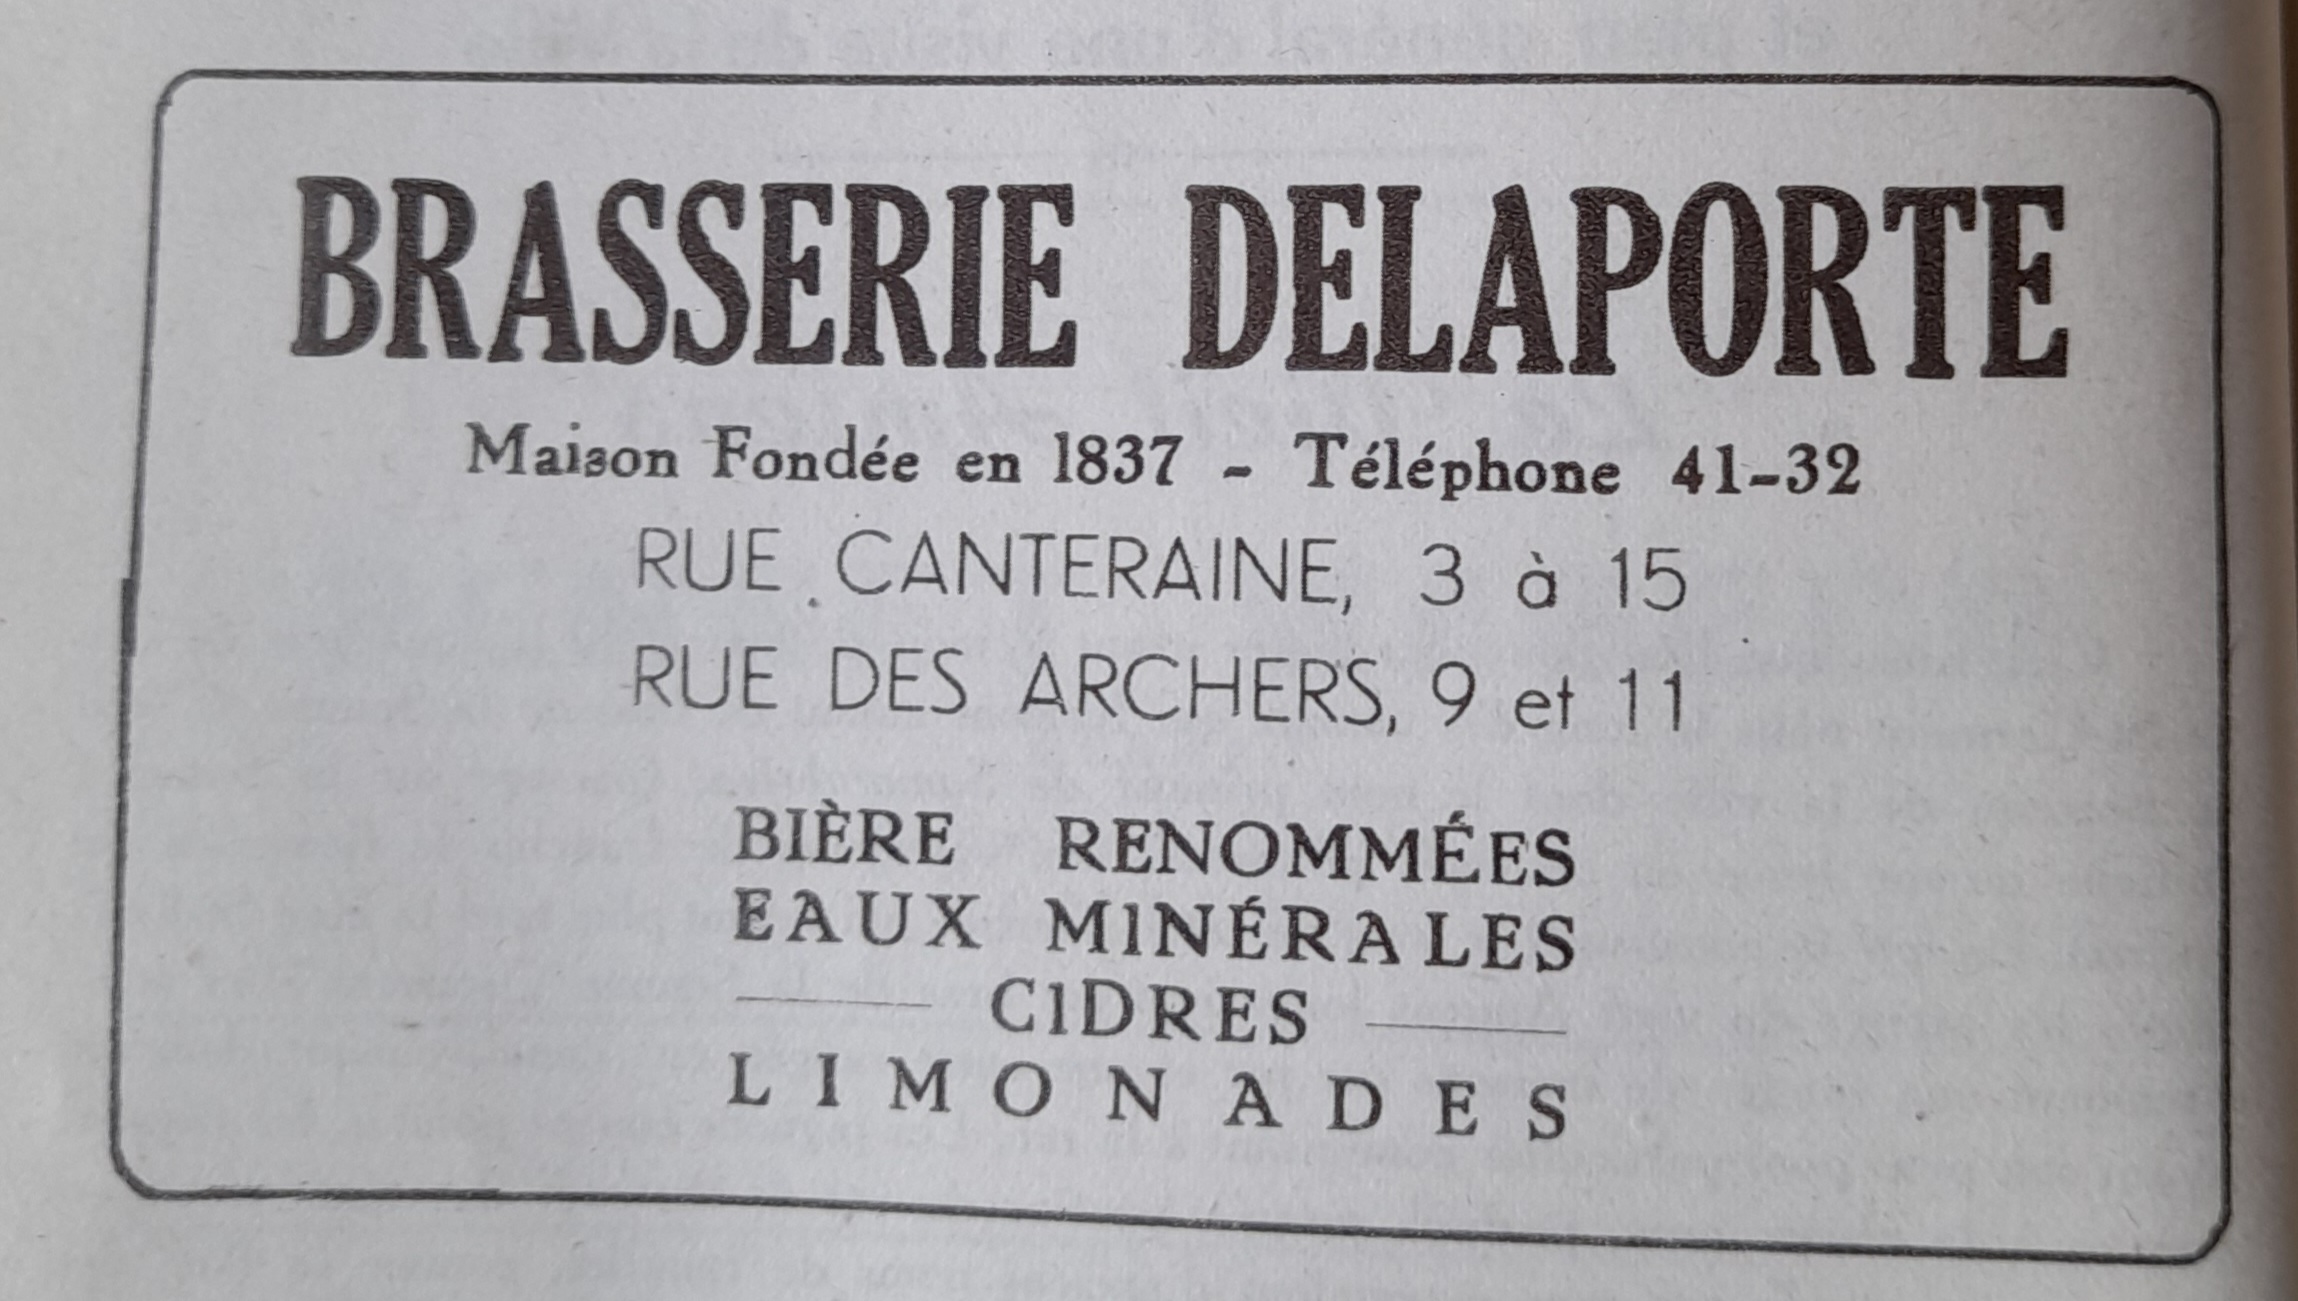 BRASSERIE DELAPORTE
Maison Fondée en 1837 - Téléphone 41-32
RUE CANTERAINE, 3 à 15
RUE DES ARCHERS, 9 et 11
BIÈRE RENOMMÉES
EAUX MINÉRALES
CIDRES
LIMONADES